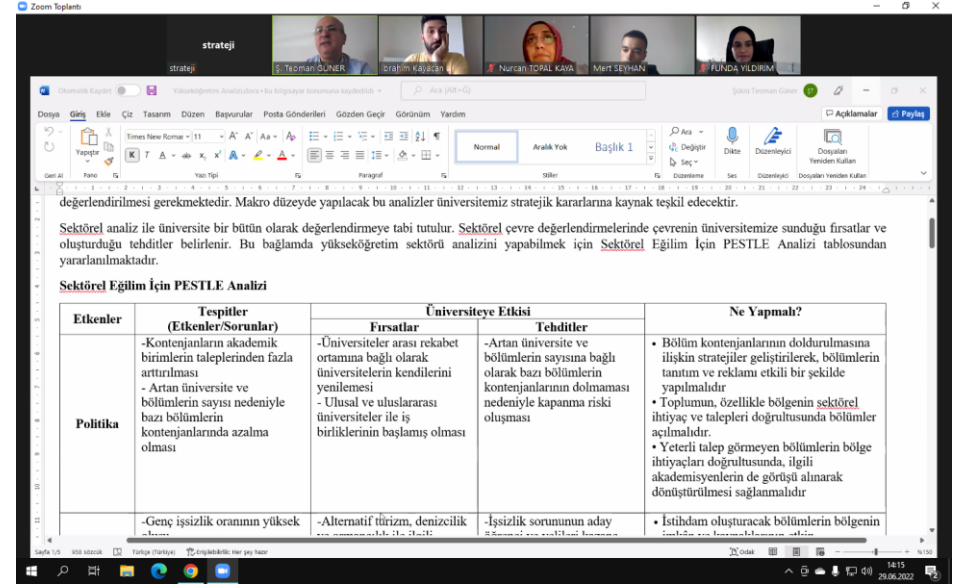 Zoom Toplantı
strateji
strateji
Ş. Teoman GÜNER
İbrahim Kayacan
Nurcan TOPAL KAYA
Mert SEYHAN
FUNDA YILDIRIM
Otomatik Kaydet
Yükseköğretim Analizi.docx • Bu bilgisayar konumuna kaydedildi
Ara (Alt+G)
Şükrü Teoman Güner
Dosya Giriş Ekle Çiz Tasarım Düzen Başvurular Posta Gönderileri Gözden Geçir Görünüm Yardım
Açıklamalar
Paylaş
Yapıştır
Times New Roman 11
K T A
Normal
Aralık Yok
Başlık 1
Ara
Değiştir
Seç
Dikte
Düzenleyici
Dosyaları
Yeniden Kullan
Geri Al Pano Yazı Tipi Paragraf Stiller Düzenleme Ses Düzenleyici Dosyaları Yeniden Kullan
değerlendirilmesi gerekmektedir. Makro düzeyde yapılacak bu analizler üniversitemiz stratejik kararlarına kaynak teşkil edecektir.
Sektörel analiz ile üniversite bir bütün olarak değerlendirmeye tabi tutulur. Sektörel çevre değerlendirmelerinde çevrenin üniversitemize sunduğu fırsatlar ve
oluşturduğu tehditler belirlenir. Bu bağlamda yükseköğretim sektörü analizini yapabilmek için Sektörel Eğilim İçin PESTLE Analizi tablosundan
yararlanılmaktadır.
Sektörel Eğilim İçin PESTLE Analizi
Etkenler
Tespitler
(Etkenler/Sorunlar)
Üniversiteye Etkisi
Fırsatlar
Tehditler
Ne Yapmalı?
Politika
-Kontenjanların akademik
birimlerin taleplerinden fazla
arttırılması
- Artan üniversite ve
bölümlerin sayısı nedeniyle
bazı bölümlerin
kontenjanlarında azalma
olması
-Üniversiteler arası rekabet
ortamına bağlı olarak
üniversitelerin kendilerini
yenilemesi
- Ulusal ve uluslararası
üniversiteler ile iş
birliklerinin başlamış olması
-Artan üniversite ve
bölümlerin sayısına bağlı
olarak bazı bölümlerin
kontenjanlarının dolmaması
nedeniyle kapanma riski
oluşması
• Bölüm kontenjanlarının doldurulmasına
ilişkin stratejiler geliştirilerek, bölümlerin
tanıtım ve reklamı etkili bir şekilde
yapılmalıdır
• Toplumun, özellikle bölgenin sektörel
ihtiyaç ve talepleri doğrultusunda bölümler
açılmalıdır.
• Yeterli talep görmeyen bölümlerin bölge
ihtiyaçları doğrultusunda, ilgili
akademisyenlerin de görüşü alınarak
dönüştürülmesi sağlanmalıdır
-Genç işsizlik oranının yüksek
-Alternatif turizm, denizcilik
-İşsizlik sorununun aday
• İstihdam oluşturacak bölümlerin bölgenin
Sayfa 1/5 958 sözcük Türkçe (Türkiye) Erişilebilirlik: Her şey hazır
Odak
%150
14:15
29.06.2022